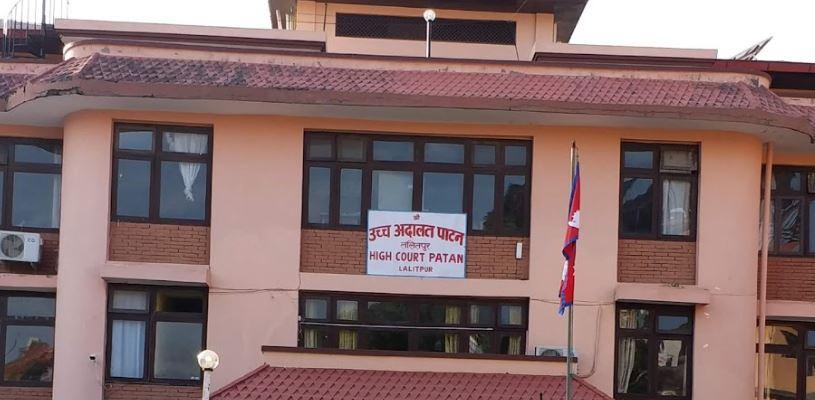 श्री
उच्च अदालत पाटन
ललितपुर
HIGH COURT PATAN
LALITPUR